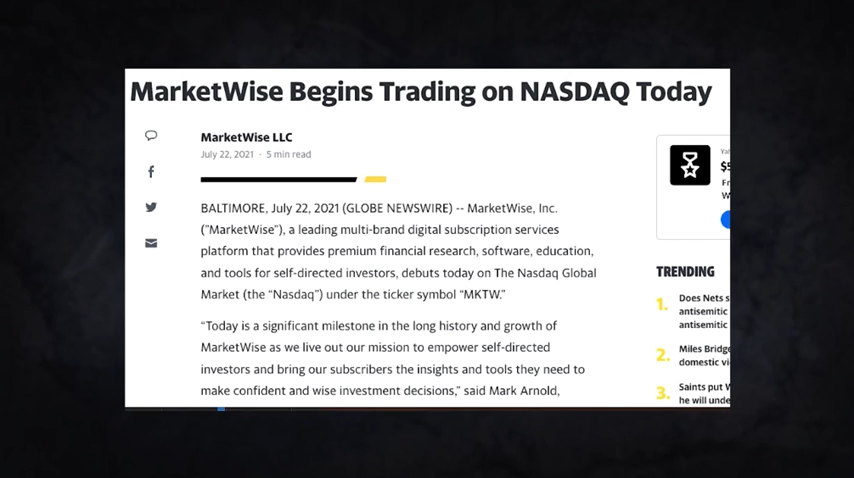 MarketWise Begins Trading on NASDAQ Today
MarketWise LLC
July 22, 2021 · 5 min read
BALTIMORE, July 22, 2021 (GLOBE NEWSWIRE) -- MarketWise, Inc.
("MarketWise"), a leading multi-brand digital subscription services
platform that provides premium financial research, software, education,
and tools for self-directed investors, debuts today on The Nasdaq Global
Market (the “Nasdaq”) under the ticker symbol “MKTW.”
“Today is a significant milestone in the long history and growth of
MarketWise as we live out our mission to empower self-directed
investors and bring our subscribers the insights and tools they need to
make confident and wise investment decisions,” said Mark Arnold,
TRENDING
1.
Does Nets
antisemitic
antisemitic
2.
Miles
domestic
3.
Saints put
he will